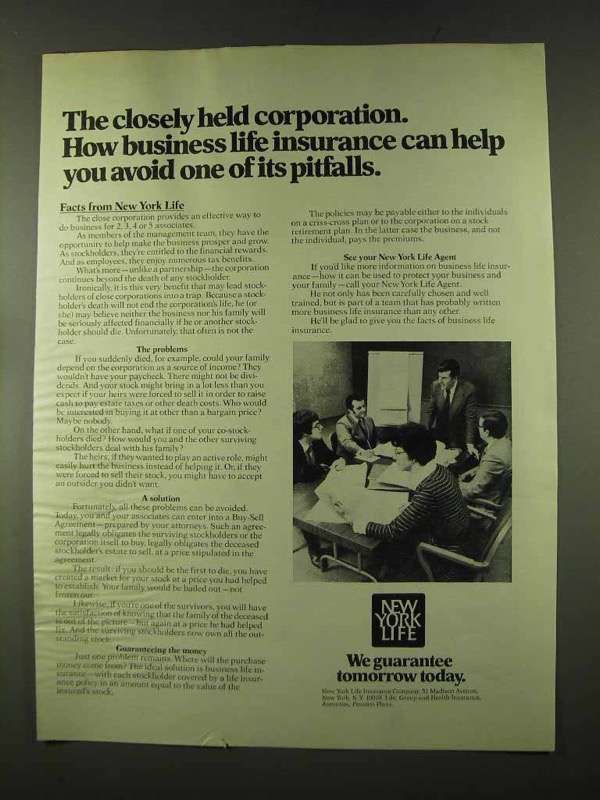 The closely held corporation.
How business life insurance can help
you avoid one of its pitfalls.
Facts from New York Life
The close corporation provides an effective way to
do business for 2, 3, 4 or 5 associates.
As members of the management team, they have the
opportunity to help make the business prosper and grow.
As stockholders, they're entitled to the financial rewards.
And as employees, they enjoy numerous tax benefits.
What's more—unlike a partnership—the corporation
continues beyond the death of any stockholder.
Ironically, it is this very benefit that may lead stock-
holders of close corporations into a trap. Because a stock-
holder's death will not end the corporation's life, he (or
she) may believe neither the business nor his family will
be seriously affected financially if he or another stock-
holder should die. Unfortunately, that often is not the
case.
The problems
If you suddenly died, for example, could your family
depend on the corporation as a source of income? They
wouldn't have your paycheck. There might not be divi-
dends. And your stock might bring in a lot less than you
expect if your heirs were forced to sell it in order to raise
cash to pay estate taxes or other death costs. Who would
be interested in buying it at other than a bargain price?
Maybe nobody.
On the other hand, what if one of your co-stock-
holders died? How would you and the other surviving
stockholders deal with his family?
The heirs, if they wanted to play an active role, might
easily hurt the business instead of helping it. Or, if they
were forced to sell their stock, you might have to accept
an outsider you didn't want.
A solution
Fortunately, all these problems can be avoided.
Today, you and your associates can enter into a Buy-Sell
Agreement—prepared by your attorneys. Such an agree-
ment legally obligates the surviving stockholders or the
corporation itself to buy, legally obligates the deceased
stockholder's estate to sell, at a price stipulated in the
agreement.
The result: if you should be the first to die, you have
created a market for your stock at a price you had helped
to establish. Your family would be bailed out—not
frozen out.
Likewise, if you're one of the survivors, you will have
the satisfaction of knowing that the family of the deceased
is out of the picture—but again at a price he had helped
fix. And the surviving stockholders now own all the out-
standing stock.
Guaranteeing the money
Just one problem remains. Where will the purchase
money come from? The ideal solution is business life in-
surance—with each stockholder covered by a life insur-
ance policy in an amount equal to the value of the
insured's stock.
The policies may be payable either to the individuals
on a criss-cross plan or to the corporation on a stock
retirement plan. In the latter case the business, and not
the individual, pays the premiums.
See your New York Life Agent
If you'd like more information on business life insur-
ance—how it can be used to protect your business and
your family—call your New York Life Agent.
He not only has been carefully chosen and well
trained, but is part of a team that has probably written
more business life insurance than any other.
He'll be glad to give you the facts of business life
insurance.
NEW
YORK
LIFE
We guarantee
tomorrow today.
New York Life Insurance Company, 51 Madison Avenue,
New York, N.Y. 10010. Life, Group and Health Insurance,
Annuities, Pension Plans.